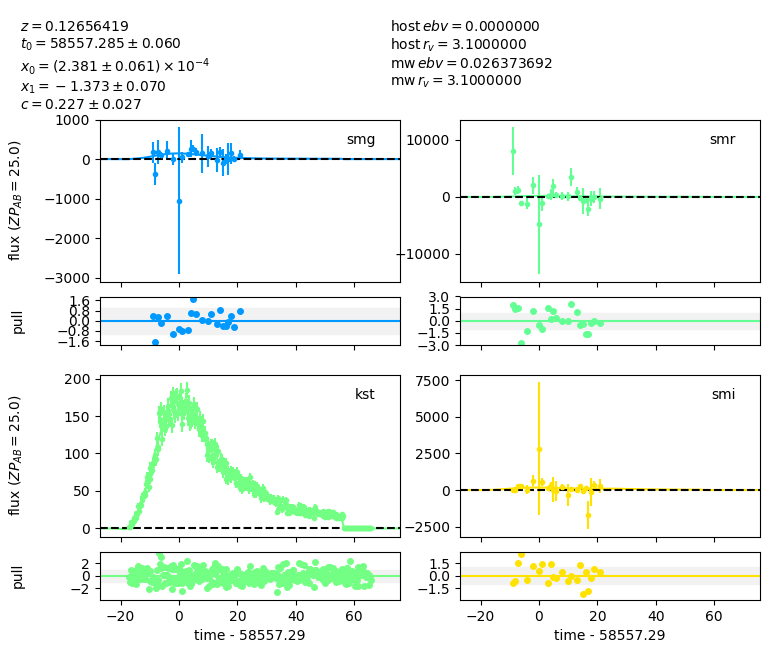 z = 0.12656419
t₀ = 58557.285 ± 0.060
x₀ = (2.381 ± 0.061) × 10⁻⁴
x₁ = −1.373 ± 0.070
c = 0.227 ± 0.027
host ebv = 0.0000000
host r_v = 3.1000000
mw ebv = 0.026373692
mw r_v = 3.1000000
flux (ZP_AB = 25.0)
1000
0
−1000
−2000
−3000
smg
10000
0
−10000
smr
pull
1.6
0.8
0.0
−0.8
−1.6
3.0
1.5
0.0
−1.5
−3.0
flux (ZP_AB = 25.0)
200
150
100
50
0
kst
7500
5000
2500
0
−2500
smi
pull
2
0
−2
1.5
0.0
−1.5
−20 0 20 40 60
−20 0 20 40 60
time - 58557.29
time - 58557.29